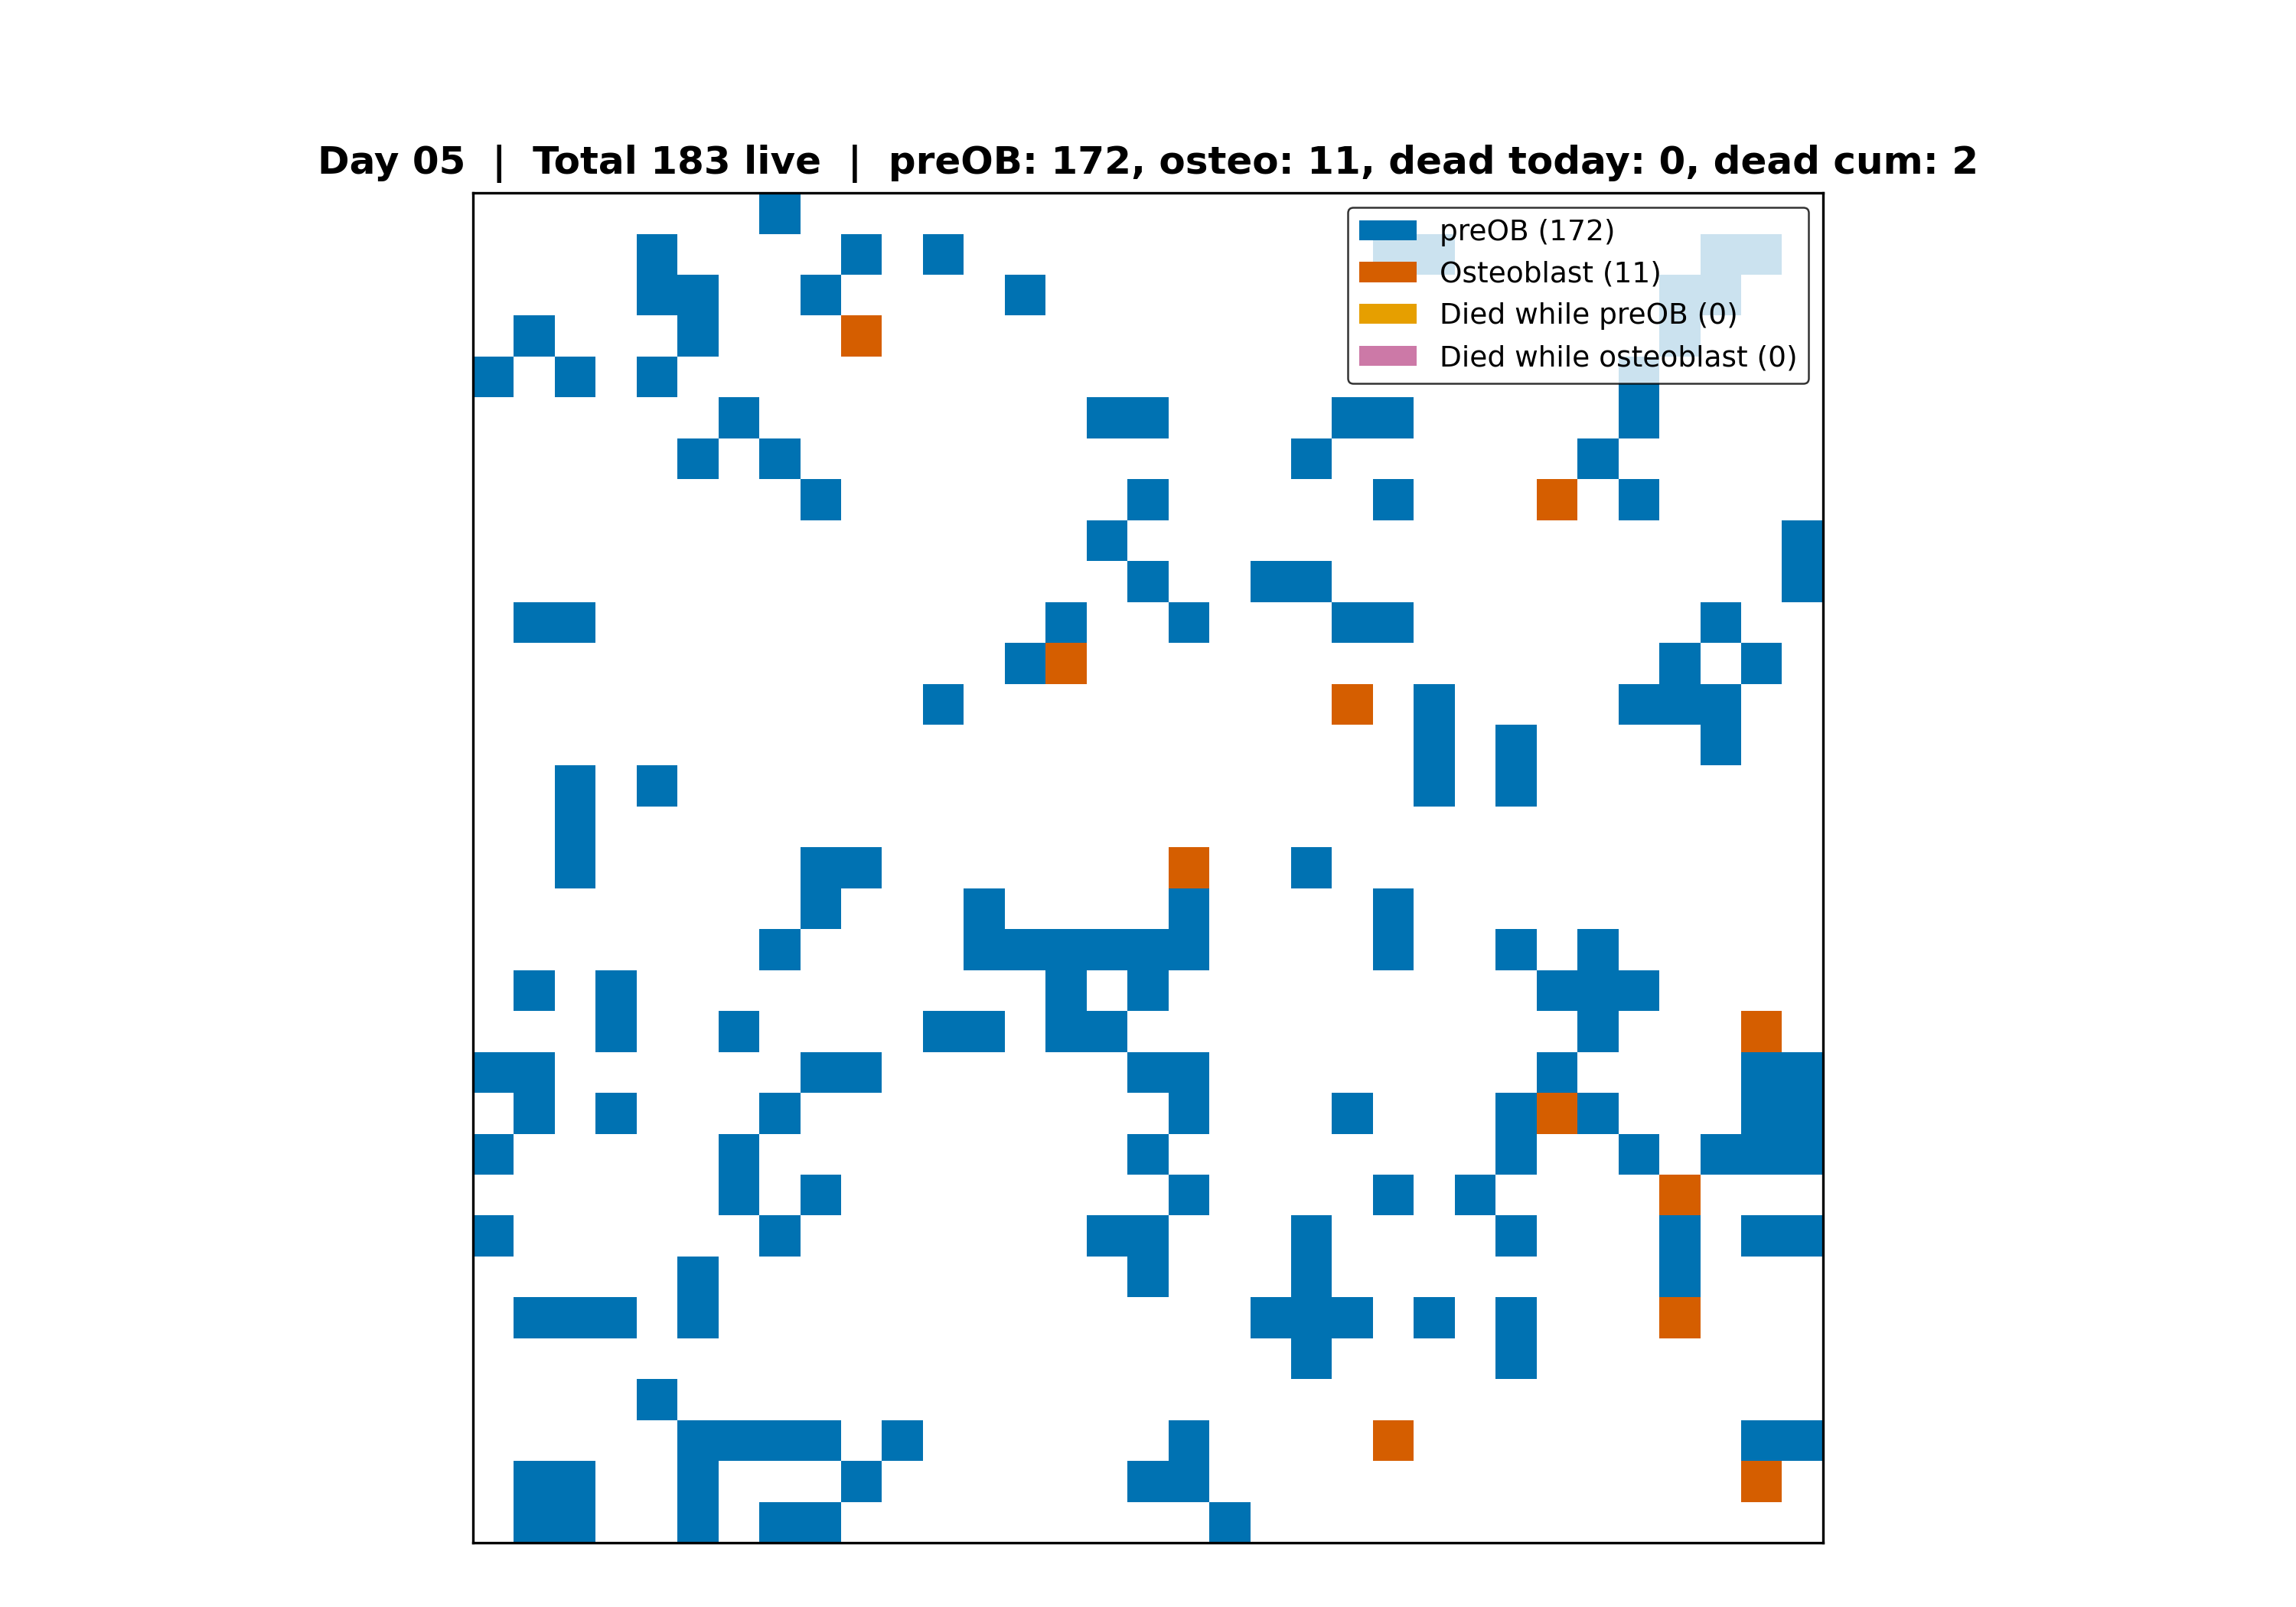 Day 05 | Total 183 live | preOB: 172, osteo: 11, dead today: 0, dead cum: 2
preOB (172)
Osteoblast (11)
Died while preOB (0)
Died while osteoblast (0)